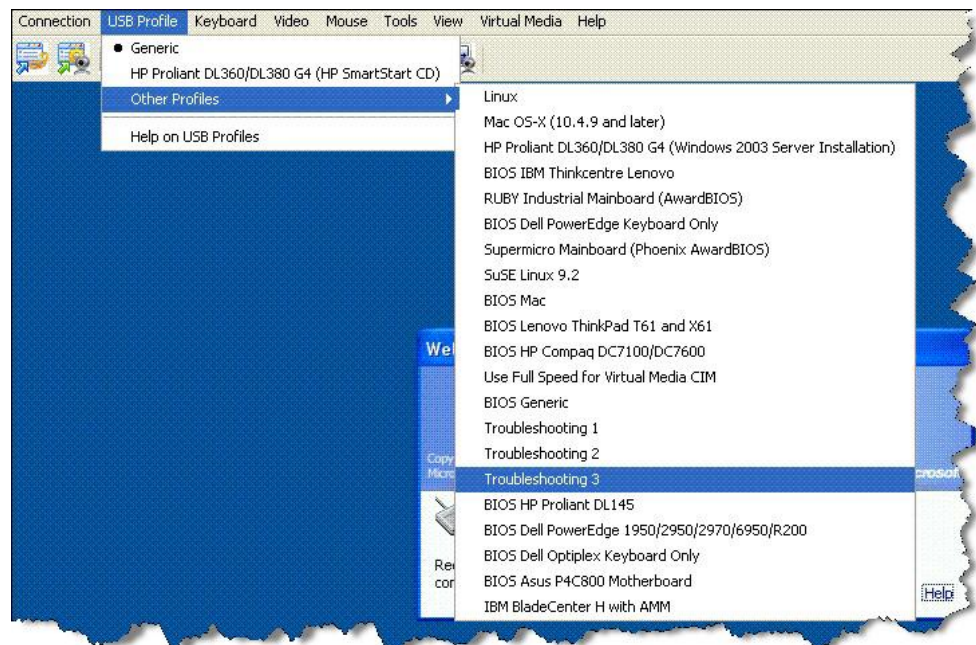 Connection USB Profile Keyboard Video Mouse Tools View Virtual Media Help
Generic
HP Proliant DL360/DL380 G4 (HP SmartStart CD)
Other Profiles
Help on USB Profiles
Linux
Mac OS-X (10.4.9 and later)
HP Proliant DL360/DL380 G4 (Windows 2003 Server Installation)
BIOS IBM Thinkcentre Lenovo
RUBY Industrial Mainboard (AwardBIOS)
BIOS Dell PowerEdge Keyboard Only
Supermicro Mainboard (Phoenix AwardBIOS)
SuSE Linux 9.2
BIOS Mac
BIOS Lenovo ThinkPad T61 and X61
BIOS HP Compaq DC7100/DC7600
Use Full Speed for Virtual Media CIM
BIOS Generic
Troubleshooting 1
Troubleshooting 2
Troubleshooting 3
BIOS HP Proliant DL145
BIOS Dell PowerEdge 1950/2950/2970/6950/R200
BIOS Dell Optiplex Keyboard Only
BIOS Asus P4C800 Motherboard
IBM BladeCenter H with AMM
Wel
Copy
Micro
crosoft
Re
cor
Help